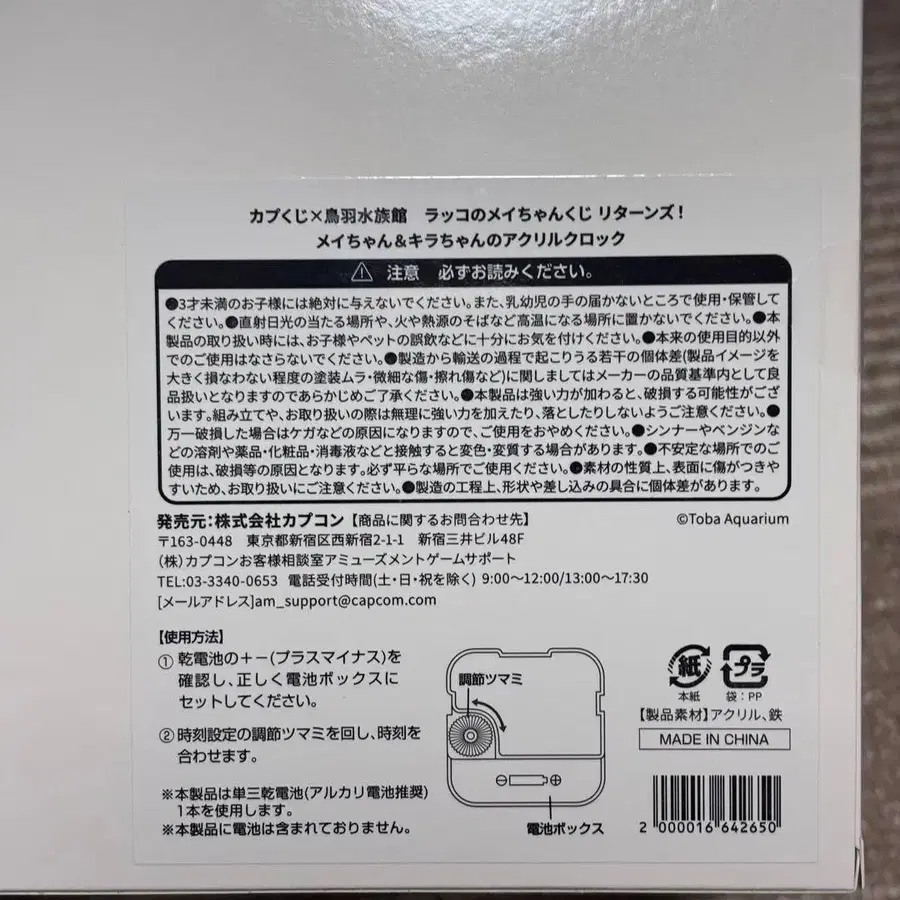 カプくじ×鳥羽水族館　ラッコのメイちゃんくじ リターンズ！
メイちゃん＆キラちゃんのアクリルクロック
⚠ 注意　必ずお読みください。
●3才未満のお子様には絶対に与えないでください。また、乳幼児の手の届かないところで使用・保管して
ください。●直射日光の当たる場所や、火や熱源のそばなど高温になる場所に置かないでください。●本
製品の取り扱い時には、お子様やペットの誤飲などに十分にお気を付けください。●本来の使用目的以外
でのご使用はなさらないでください。●製造から輸送の過程で起こりうる若干の個体差(製品イメージを
大きく損なわない程度の塗装ムラ・微細な傷・擦れ傷など)に関しましてはメーカーの品質基準内として良
品扱いとなりますのであらかじめご了承ください。●本製品は強い力が加わると、破損する可能性がござ
います。組み立てや、お取り扱いの際は無理に強い力を加えたり、落としたりしないようご注意ください。●
万一破損した場合はケガなどの原因になりますので、ご使用をおやめください。●シンナーやベンジンな
どの溶剤や薬品・化粧品・消毒液などと接触すると変色・変質する場合があります。●不安定な場所でのご
使用は、破損等の原因となります。必ず平らな場所でご使用ください。●素材の性質上、表面に傷がつきや
すいため、お取り扱いにご注意ください。●製造の工程上、形状や差し込みの具合に個体差があります。
発売元：株式会社カプコン【商品に関するお問合わせ先】
©Toba Aquarium
〒163-0448　東京都新宿区西新宿2-1-1　新宿三井ビル48F
(株)カプコンお客様相談室アミューズメントゲームサポート
TEL:03-3340-0653 電話受付時間(土・日・祝を除く) 9:00～12:00/13:00～17:30
[メールアドレス]am_support@capcom.com
【使用方法】
① 乾電池の＋－(プラスマイナス)を
確認し、正しく電池ボックスに
セットしてください。
② 時刻設定の調節ツマミを回し、時刻を
合わせます。
※本製品は単三乾電池(アルカリ電池推奨)
1本を使用します。
※本製品に電池は含まれておりません。
調節ツマミ
⊖ ⊕
電池ボックス
紙
本紙
プラ
袋：PP
【製品素材】アクリル、鉄
MADE IN CHINA
2 000016 642650